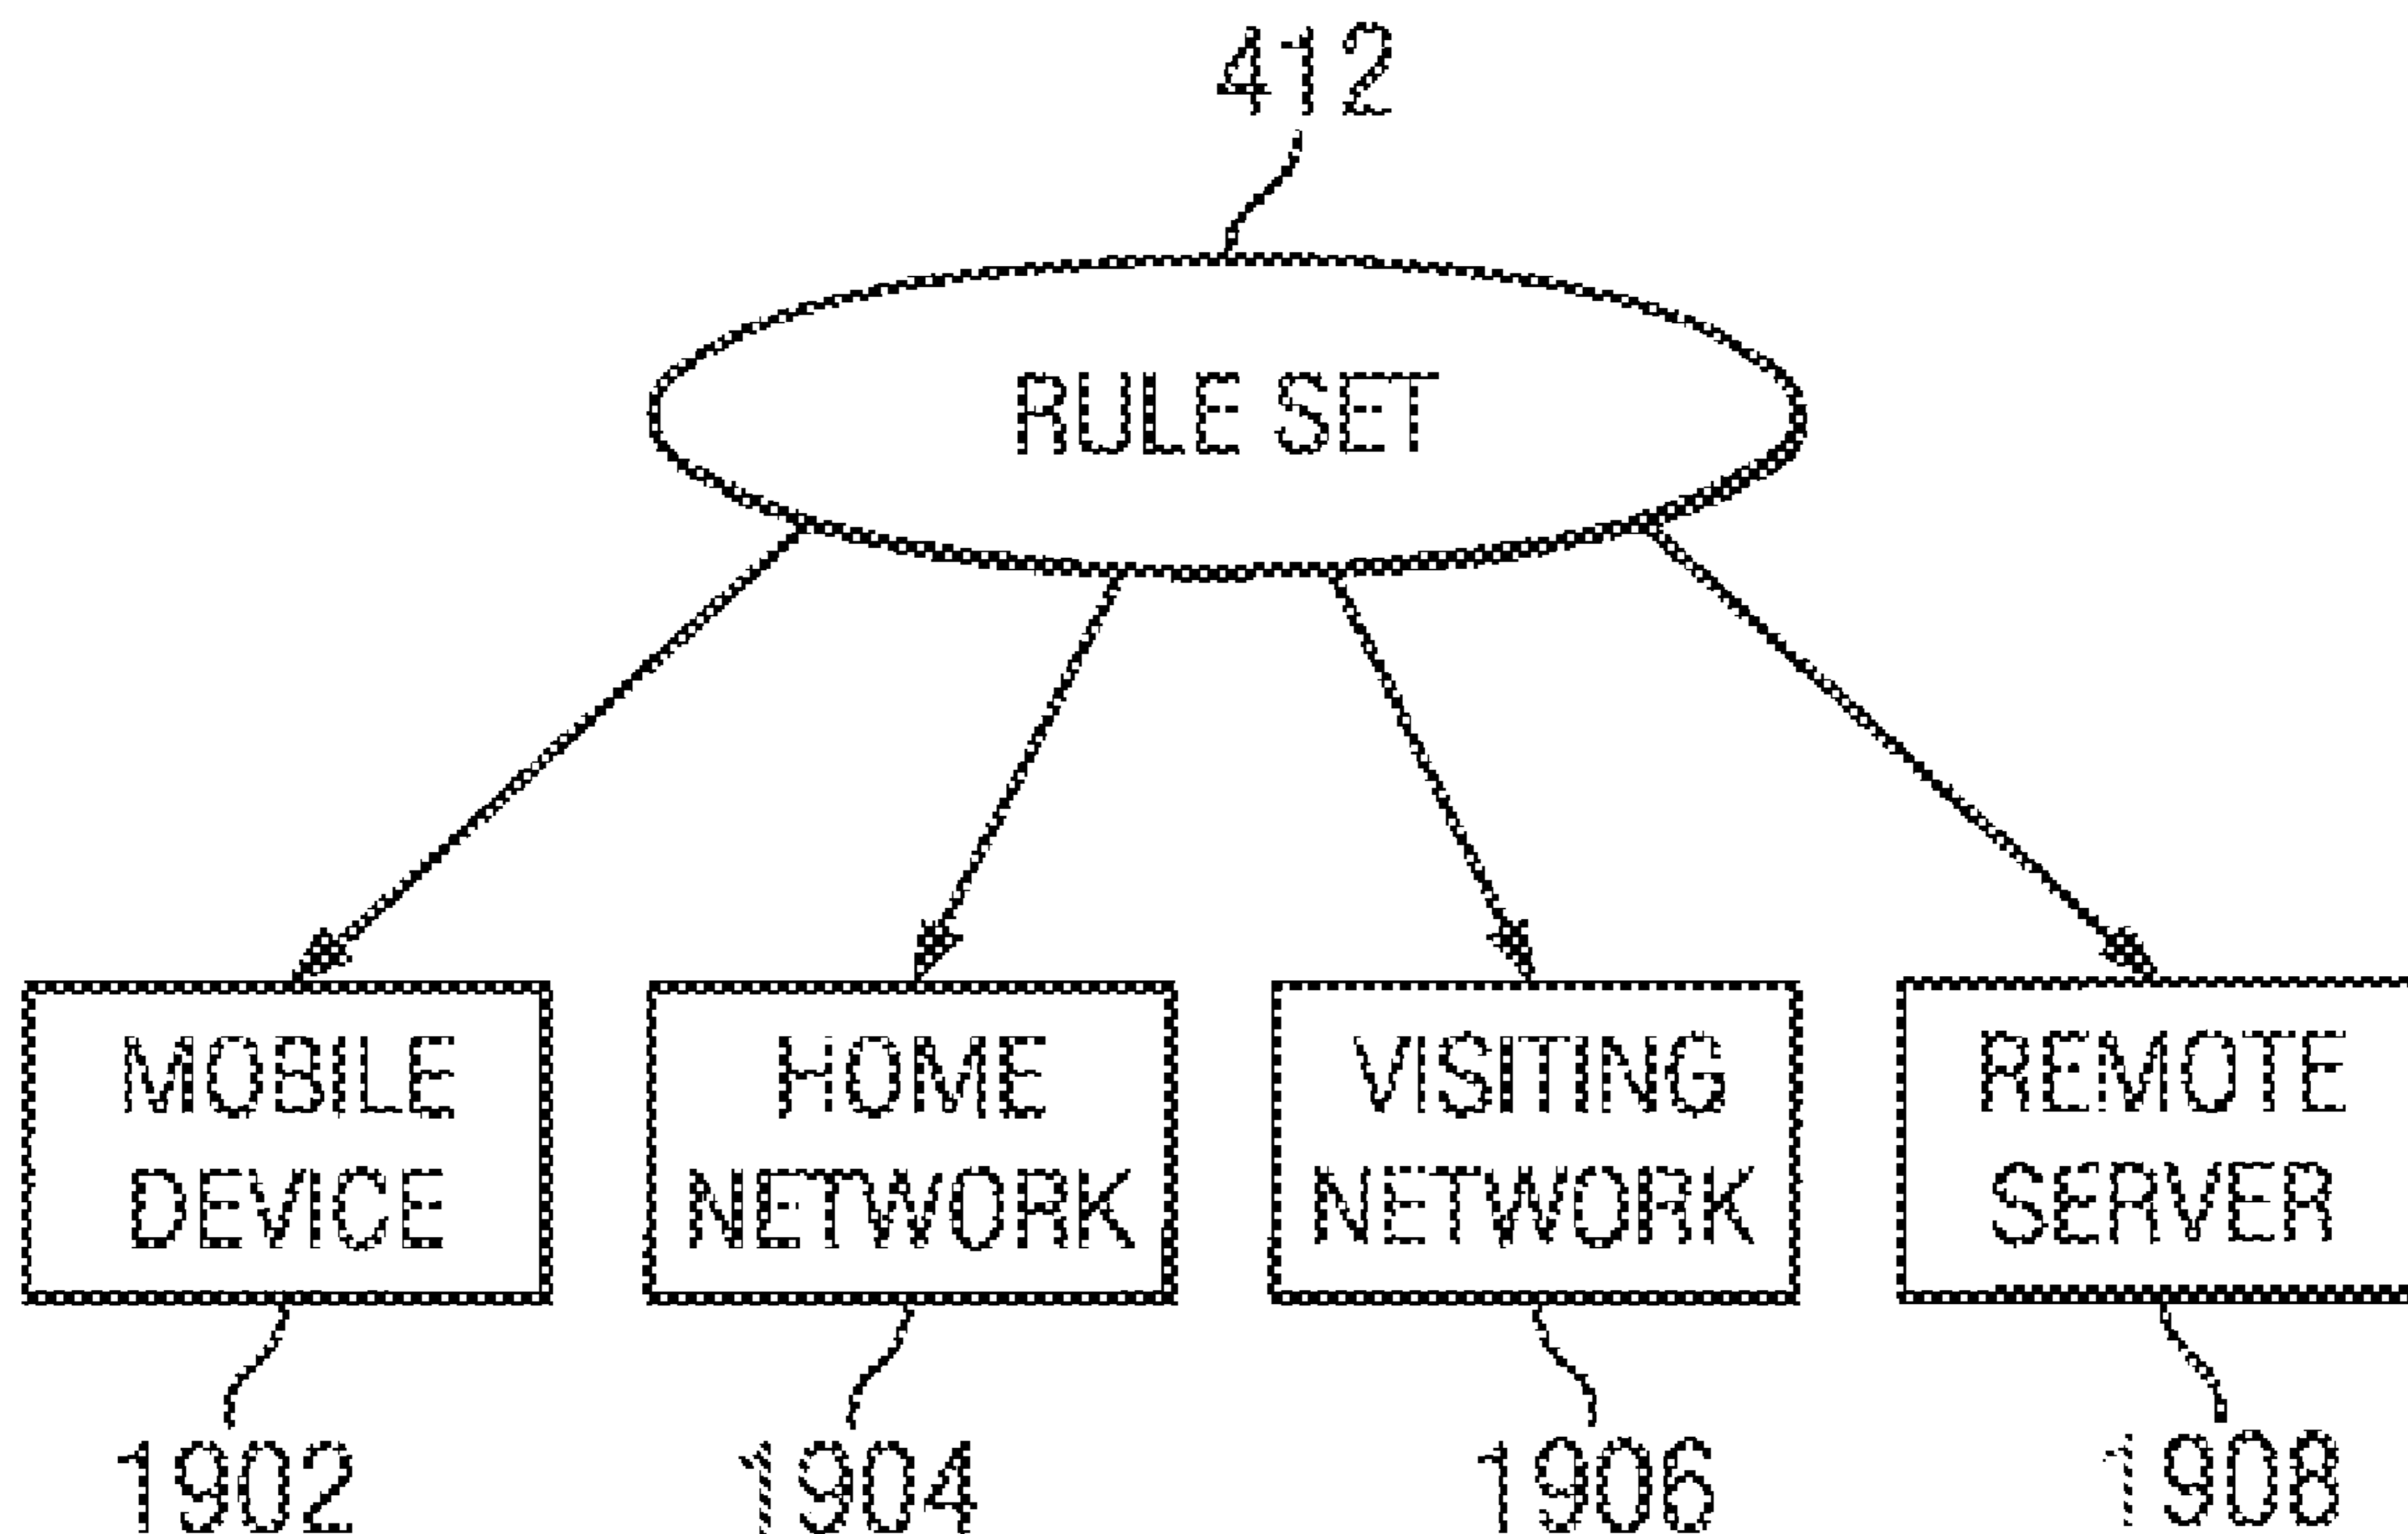 412
RULE SET
MOBILE
DEVICE
HOME
NETWORK
VISITING
NETWORK
REMOTE
SERVER
1902
1904
1906
1908